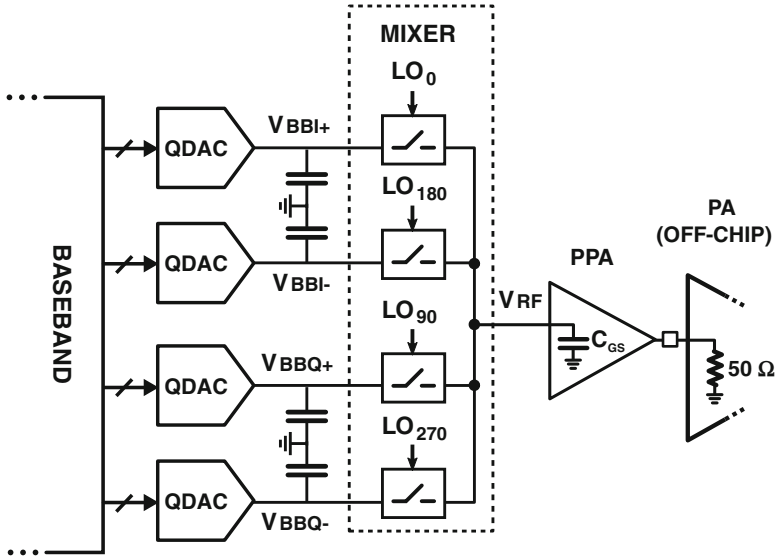 MIXER
LO0
QDAC
VBBI+
LO180
QDAC
VBBI-
BASEBAND
PA
(OFF-CHIP)
PPA
VRF
CGS
50 Ω
LO90
QDAC
VBBQ+
LO270
QDAC
VBBQ-